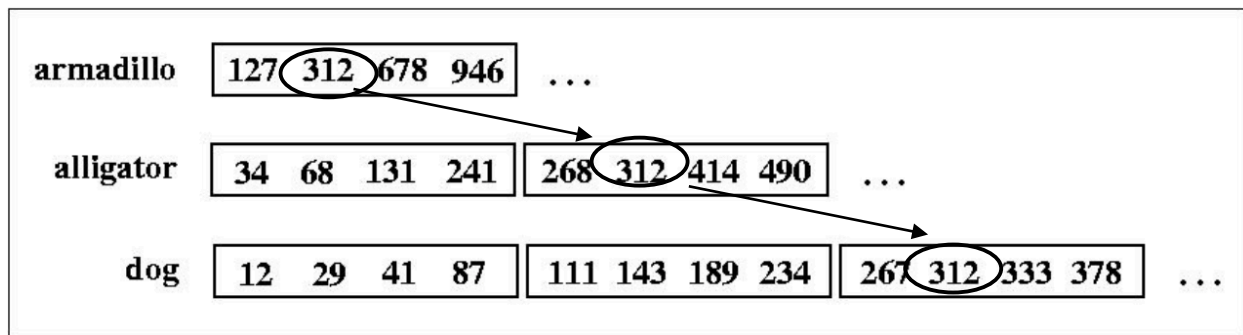 armadillo 127 312 678 946 ...
alligator 34 68 131 241 268 312 414 490 ...
dog 12 29 41 87 111 143 189 234 267 312 333 378 ...